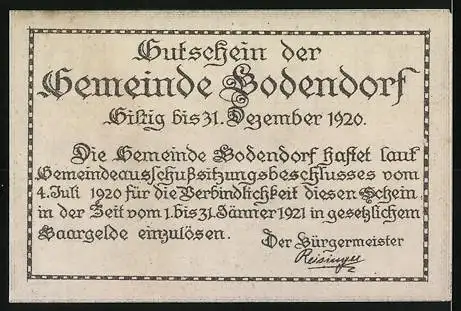 Gutschein der
Gemeinde Bodendorf
Giltig bis 31. Dezember 1920.
Die Gemeinde Bodendorf haftet laut
Gemeindeausschußsitzungsbeschlusses vom
4. Juli 1920 für die Verbindlichkeit diesen Schein
in der Zeit vom 1. bis 31. Jänner 1921 in gesetzlichem
Baargelde einzulösen.
Der Bürgermeister
Reisinger